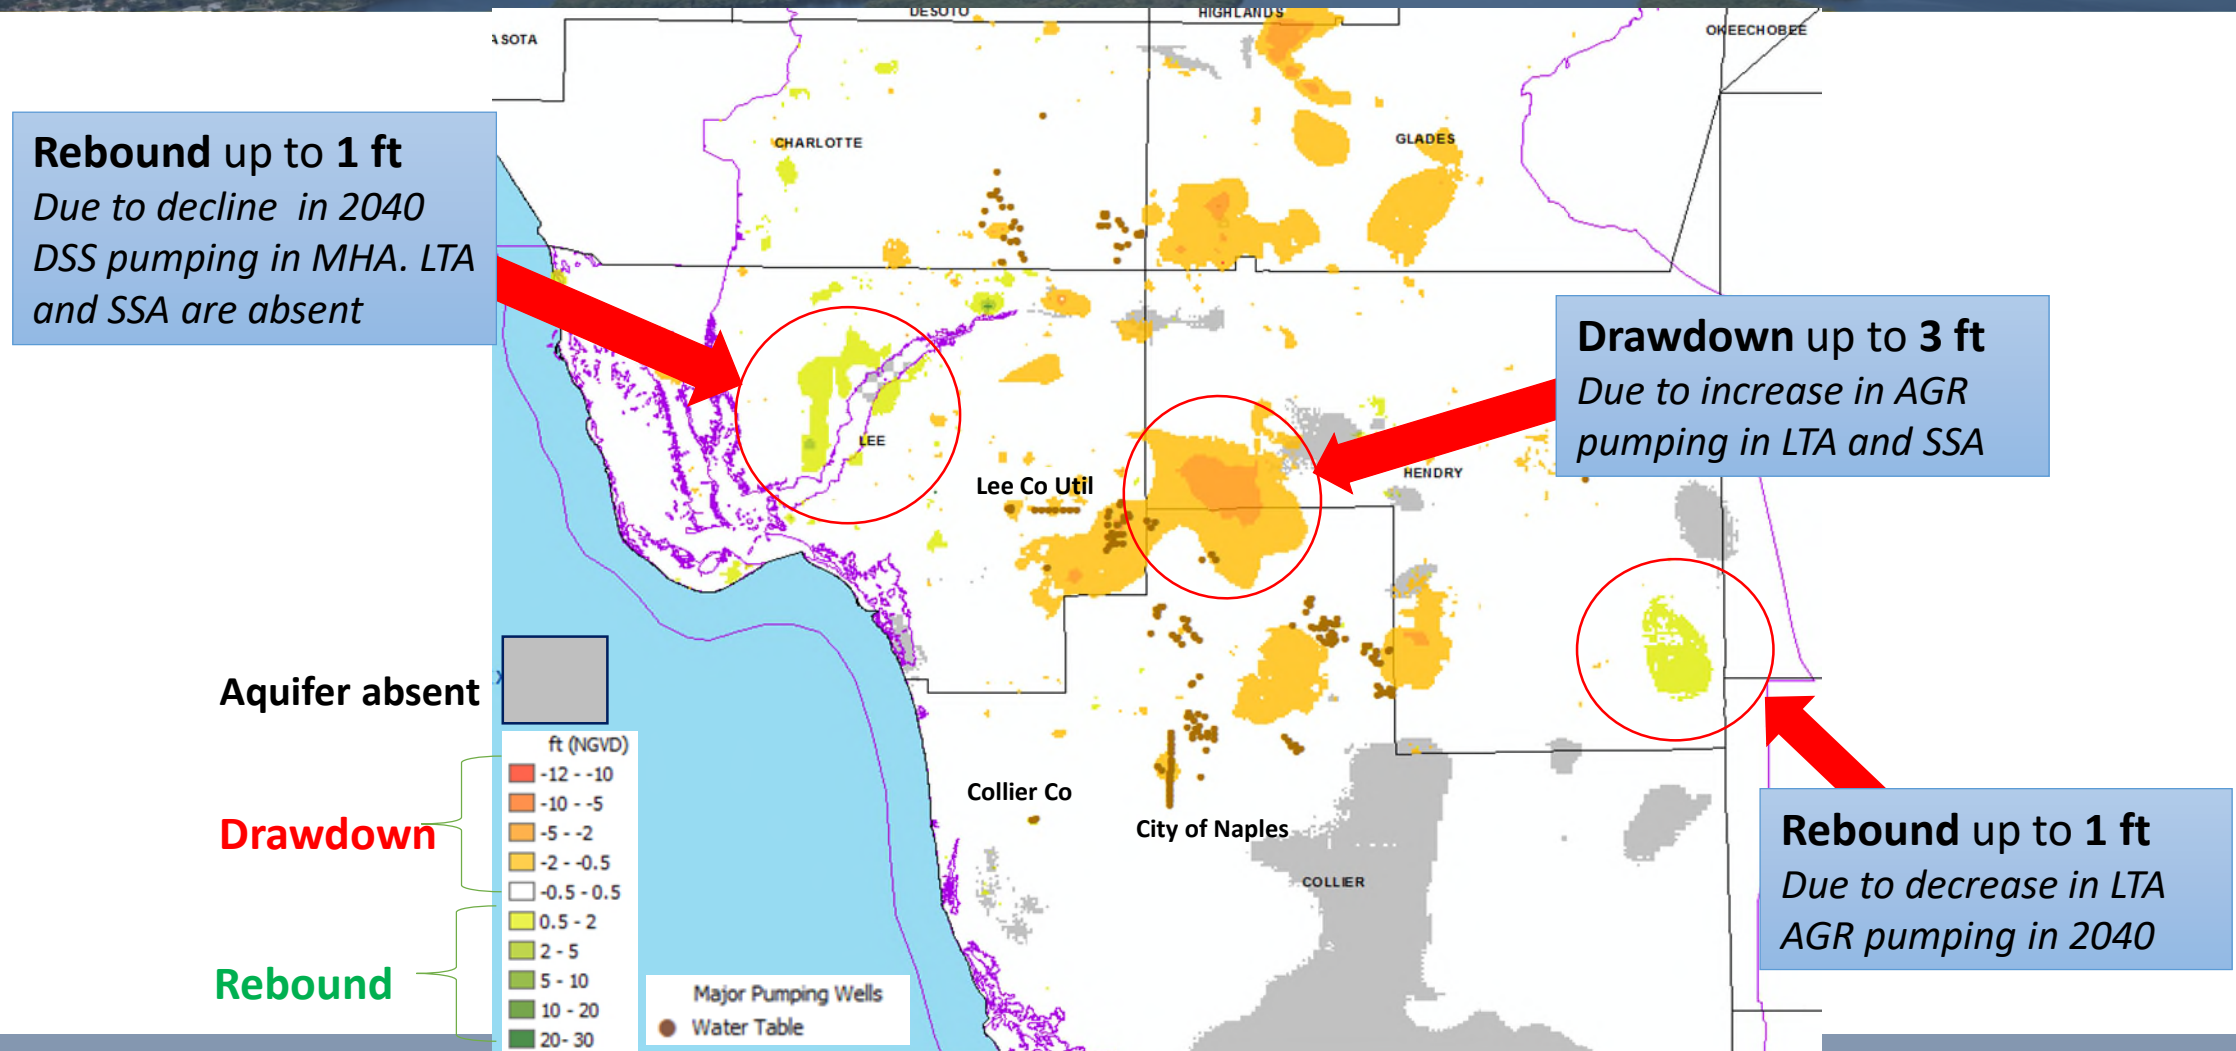 DESOTO
HIGHLANDS
OKEECHOBEE
ASOTA
CHARLOTTE
GLADES
Rebound up to 1 ft
Due to decline in 2040
DSS pumping in MHA. LTA
and SSA are absent
Drawdown up to 3 ft
Due to increase in AGR
pumping in LTA and SSA
LEE
Lee Co Util
HENDRY
Aquifer absent
ft (NGVD)
-12 - -10
-10 - -5
-5 - -2
-2 - -0.5
-0.5 - 0.5
0.5 - 2
2 - 5
5 - 10
10 - 20
20- 30
Drawdown
Rebound
Major Pumping Wells
Water Table
Collier Co
City of Naples
COLLIER
Rebound up to 1 ft
Due to decrease in LTA
AGR pumping in 2040